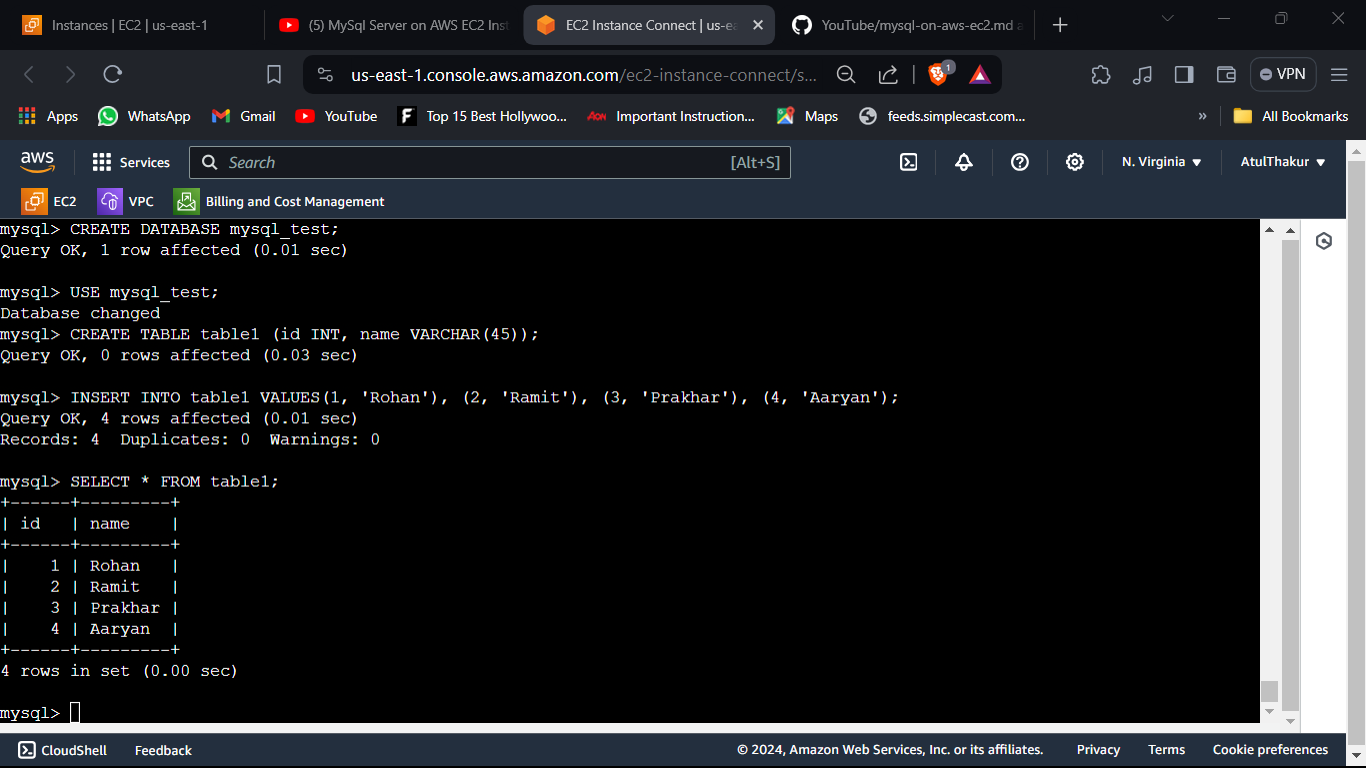 Instances | EC2 | us-east-1
(5) MySql Server on AWS EC2 Inst
EC2 Instance Connect | us-ea
YouTube/mysql-on-aws-ec2.md a
us-east-1.console.aws.amazon.com/ec2-instance-connect/s...
1
VPN
Apps
WhatsApp
Gmail
YouTube
F
Top 15 Best Hollywoo...
Aon
Important Instruction...
Maps
feeds.simplecast.com...
»
All Bookmarks
aws
Services
Search
[Alt+S]
N. Virginia
AtulThakur
EC2
VPC
Billing and Cost Management
mysql> CREATE DATABASE mysql_test;
Query OK, 1 row affected (0.01 sec)
mysql> USE mysql_test;
Database changed
mysql> CREATE TABLE table1 (id INT, name VARCHAR(45));
Query OK, 0 rows affected (0.03 sec)
mysql> INSERT INTO table1 VALUES(1, 'Rohan'), (2, 'Ramit'), (3, 'Prakhar'), (4, 'Aaryan');
Query OK, 4 rows affected (0.01 sec)
Records: 4  Duplicates: 0  Warnings: 0
mysql> SELECT * FROM table1;
+------+---------+
| id   | name    |
+------+---------+
|    1 | Rohan   |
|    2 | Ramit   |
|    3 | Prakhar |
|    4 | Aaryan  |
+------+---------+
4 rows in set (0.00 sec)
mysql>
CloudShell
Feedback
© 2024, Amazon Web Services, Inc. or its affiliates.
Privacy
Terms
Cookie preferences